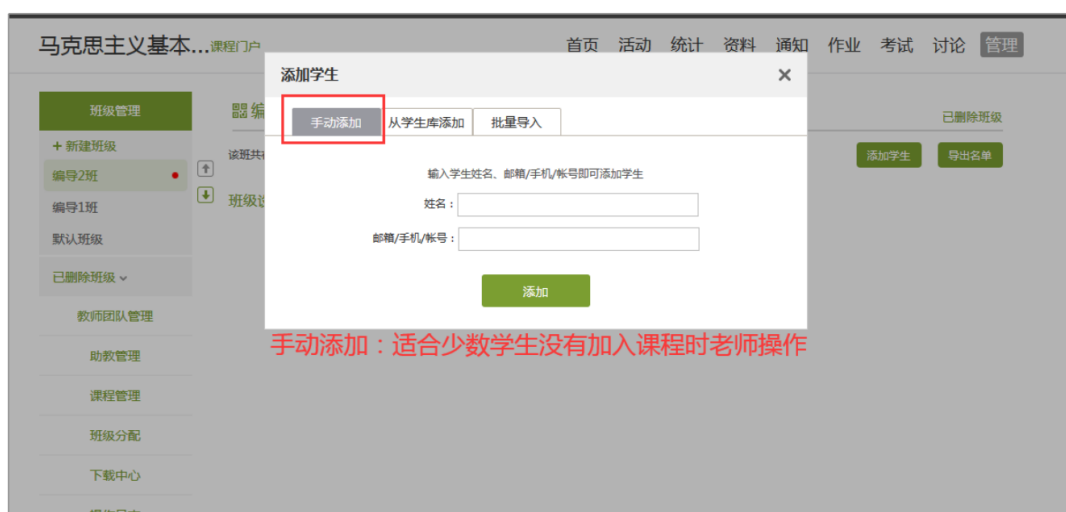 马克思主义基本...课程门户 首页 活动 统计 资料 通知 作业 考试 讨论 管理
添加学生
班级管理
编
已删除班级
手动添加 从学生库添加 批量导入
+ 新建班级
该班共
添加学生 导出名单
编导2班
输入学生姓名、邮箱/手机/帐号即可添加学生
班级
姓名：
编导1班
邮箱/手机/帐号：
默认班级
已删除班级
添加
教师团队管理
手动添加：适合少数学生没有加入课程时老师操作
助教管理
课程管理
班级分配
下载中心